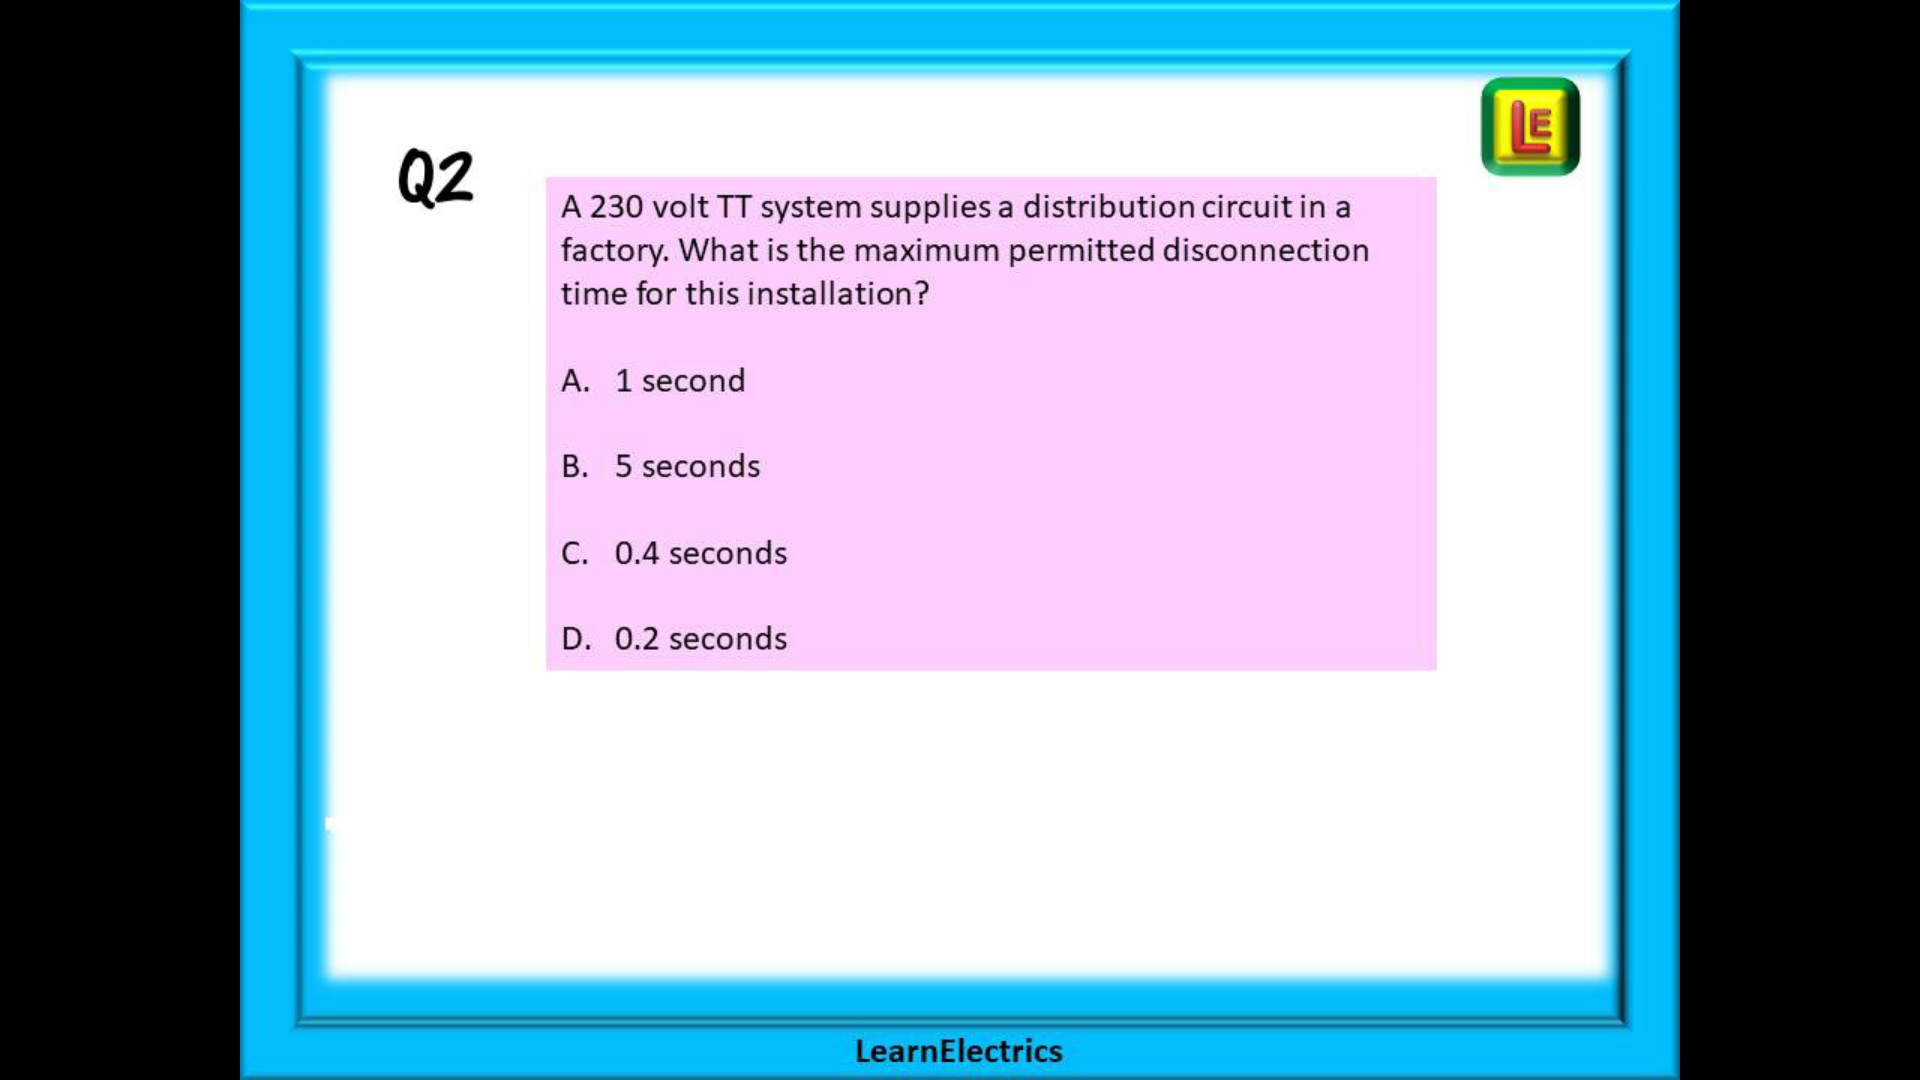 LE
Q2
A 230 volt TT system supplies a distribution circuit in a
factory. What is the maximum permitted disconnection
time for this installation?
A. 1 second
B. 5 seconds
C. 0.4 seconds
D. 0.2 seconds
LearnElectrics